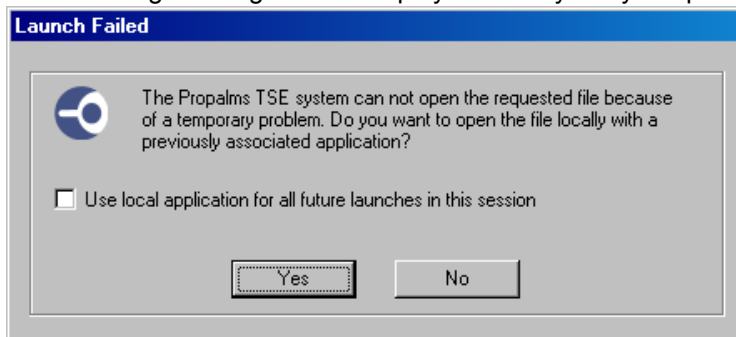 Launch Failed
The Propalms TSE system can not open the requested file because
of a temporary problem. Do you want to open the file locally with a
previously associated application?
Use local application for all future launches in this session
Yes No